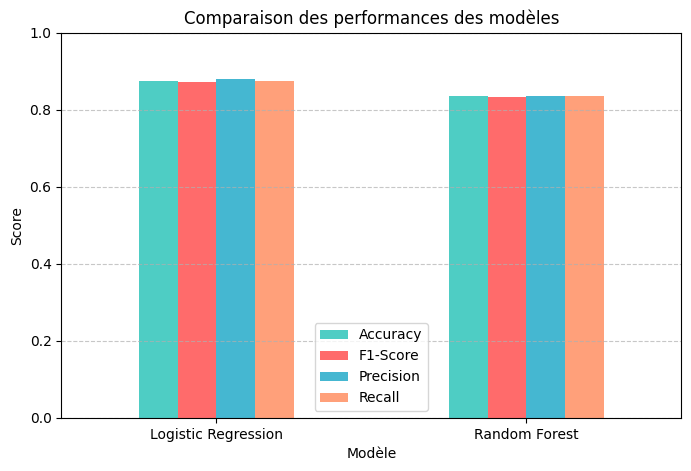 Comparaison des performances des modèles
1.0
0.8
0.6
0.4
0.2
0.0
Score
Accuracy
F1-Score
Precision
Recall
Logistic Regression
Random Forest
Modèle